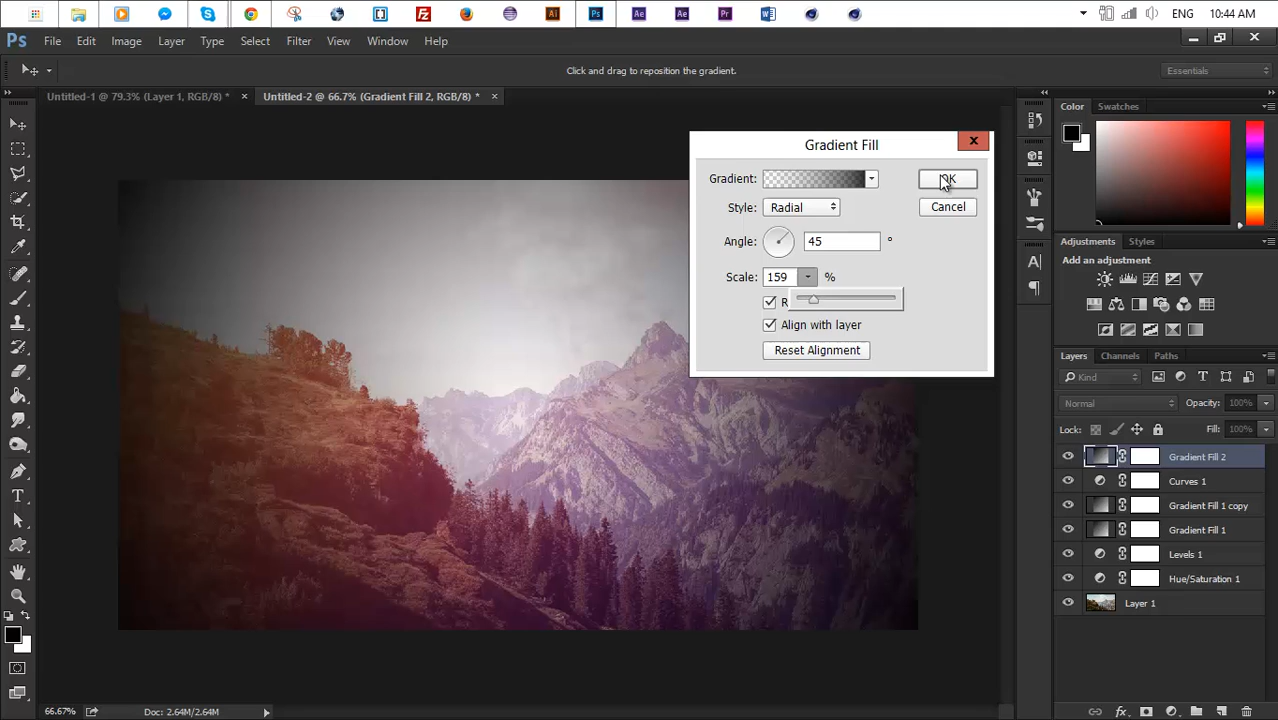 ENG 10:44 AM
Ps File Edit Image Layer Type Select Filter View Window Help
Click and drag to reposition the gradient.
Essentials
Untitled-1 @ 79.3% (Layer 1, RGB/8) *
Untitled-2 @ 66.7% (Gradient Fill 2, RGB/8) *
Color Swatches
Gradient Fill
Gradient:
OK
Style: Radial
Cancel
Angle: 45 °
Scale: 159 %
R
Align with layer
Reset Alignment
Adjustments Styles
Add an adjustment
Layers Channels Paths
Kind
Normal Opacity: 100%
Lock: Fill: 100%
Gradient Fill 2
Curves 1
Gradient Fill 1 copy
Gradient Fill 1
Levels 1
Hue/Saturation 1
Layer 1
66.67% Doc: 2.64M/2.64M